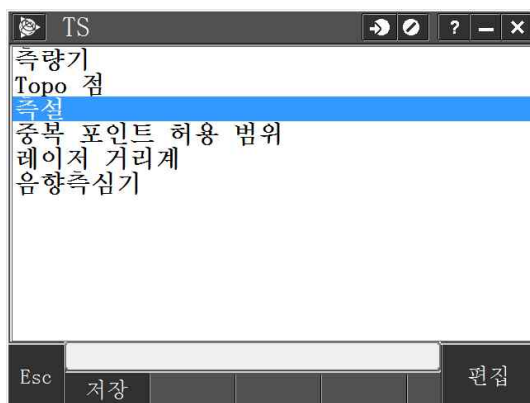 TS
?
측량기
Topo 점
측설
중복 포인트 허용 범위
레이저 거리계
음향측심기
Esc
저장
편집